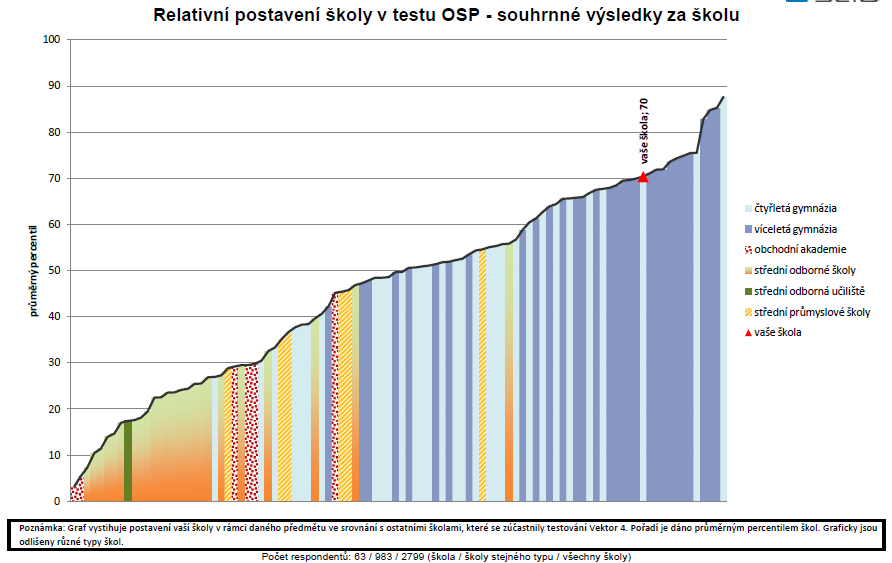 Relativní postavení školy v testu OSP - souhrnné výsledky za školu
100
90
80
70
60
50
40
30
20
10
0
průměrný percentil
vaše škola; 70
čtyřletá gymnázia
víceletá gymnázia
obchodní akademie
střední odborné školy
střední odborná učiliště
střední průmyslové školy
vaše škola
Poznámka: Graf vystihuje postavení vaší školy v rámci daného předmětu ve srovnání s ostatními školami, které se zúčastnily testování Vektor 4. Pořadí je dáno průměrným percentilem škol. Graficky jsou
odlišeny různé typy škol.
Počet respondentů: 63 / 983 / 2799 (škola / školy stejného typu / všechny školy)